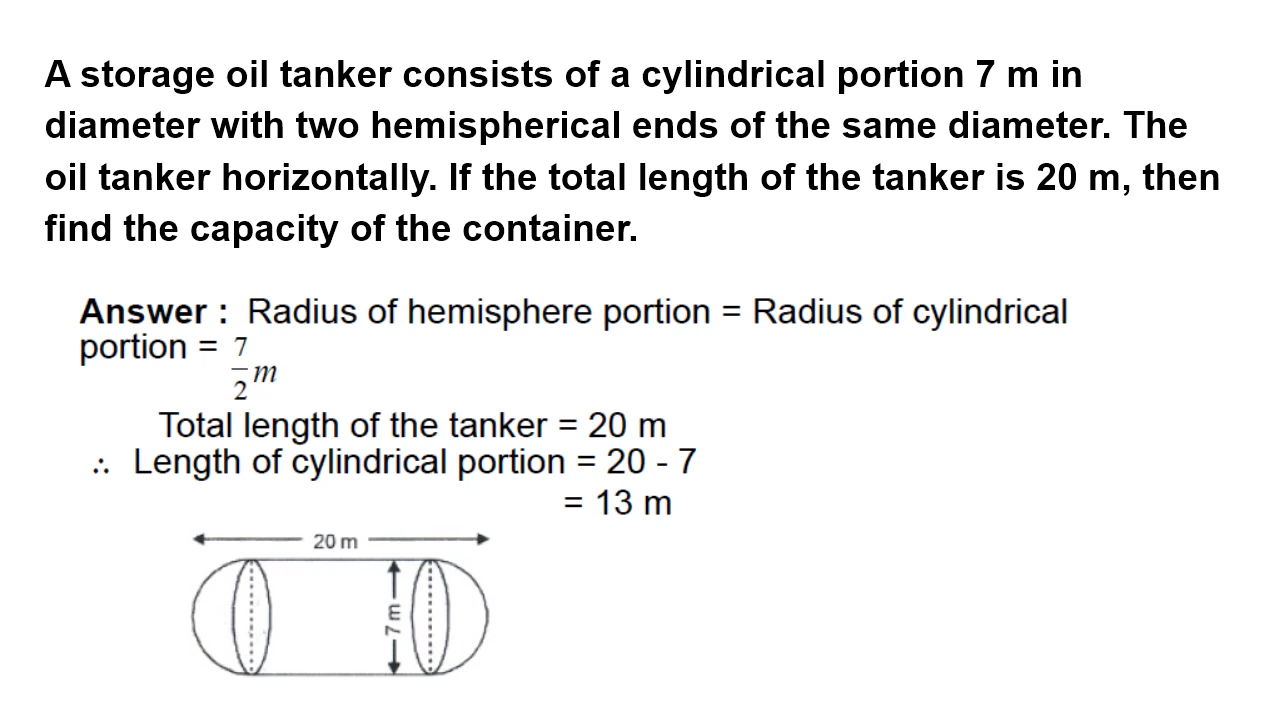 A storage oil tanker consists of a cylindrical portion 7 m in
diameter with two hemispherical ends of the same diameter. The
oil tanker horizontally. If the total length of the tanker is 20 m, then
find the capacity of the container.
Answer : Radius of hemisphere portion = Radius of cylindrical
portion = 7/2 m
Total length of the tanker = 20 m
∴ Length of cylindrical portion = 20 - 7
= 13 m
20 m
7 m